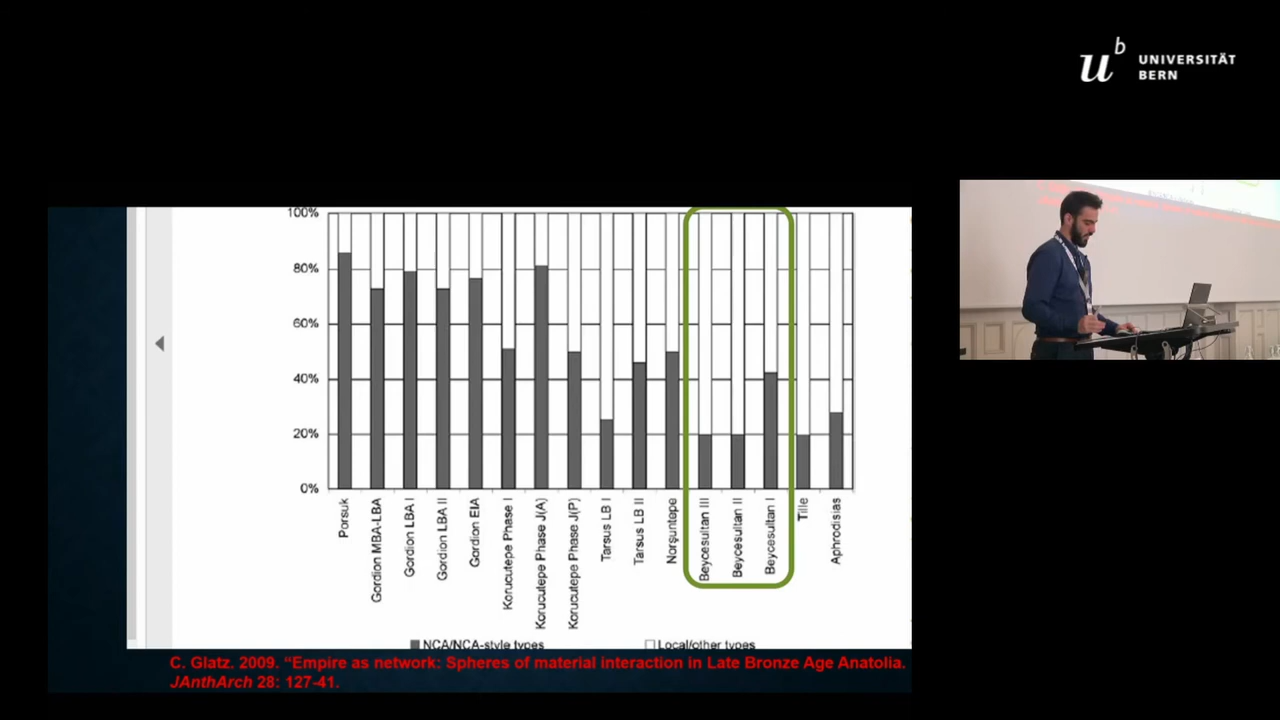 u^b UNIVERSITÄT
BERN
100%
80%
60%
40%
20%
0%
Porsuk
Gordion MBA-LBA
Gordion LBA I
Gordion LBA II
Gordion EIA
Korucutepe Phase I
Korucutepe Phase J(A)
Korucutepe Phase J(P)
Tarsus LB I
Tarsus LB II
Norşuntepe
Beycesultan III
Beycesultan II
Beycesultan I
Tille
Aphrodisias
NCA/NCA-style types
Local/other types
C. Glatz. 2009. “Empire as network: Spheres of material interaction in Late Bronze Age Anatolia.
JAnthArch 28: 127-41.